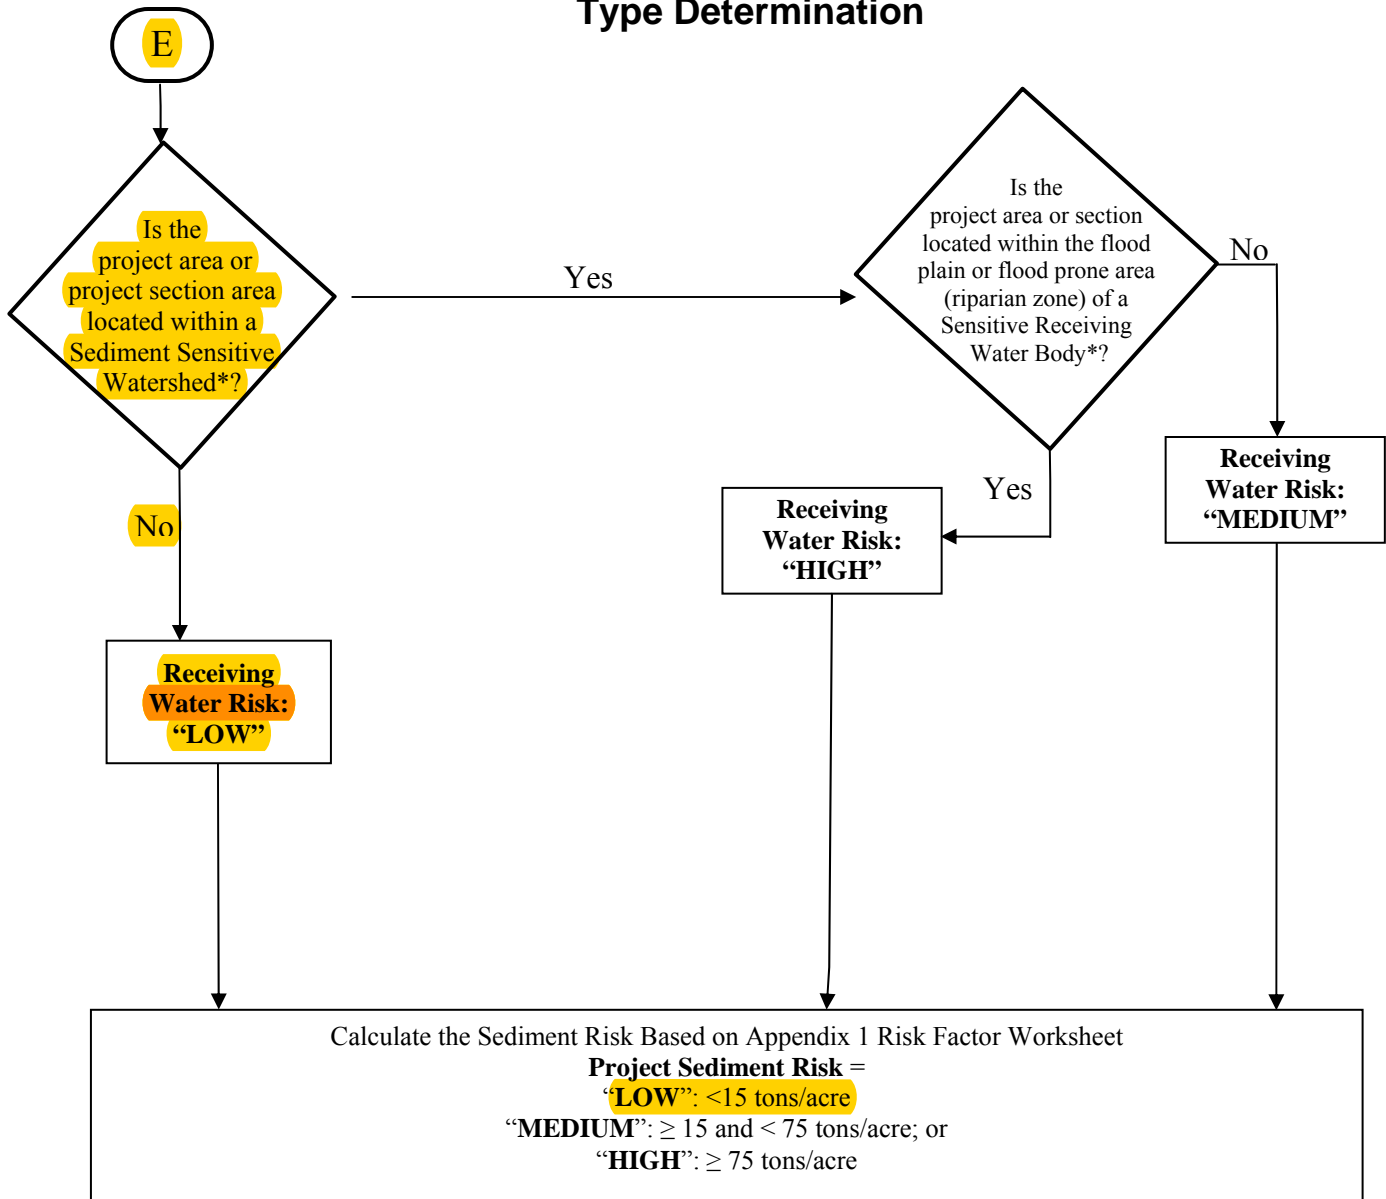 Type Determination
E
Is the
project area or
project section area
located within a
Sediment Sensitive
Watershed*?
Yes
Is the
project area or section
located within the flood
plain or flood prone area
(riparian zone) of a
Sensitive Receiving
Water Body*?
No
Receiving
Water Risk:
“MEDIUM”
Yes
Receiving
Water Risk:
“HIGH”
No
Receiving
Water Risk:
“LOW”
Calculate the Sediment Risk Based on Appendix 1 Risk Factor Worksheet
Project Sediment Risk =
“LOW”: <15 tons/acre
“MEDIUM”: ≥ 15 and < 75 tons/acre; or
“HIGH”: ≥ 75 tons/acre